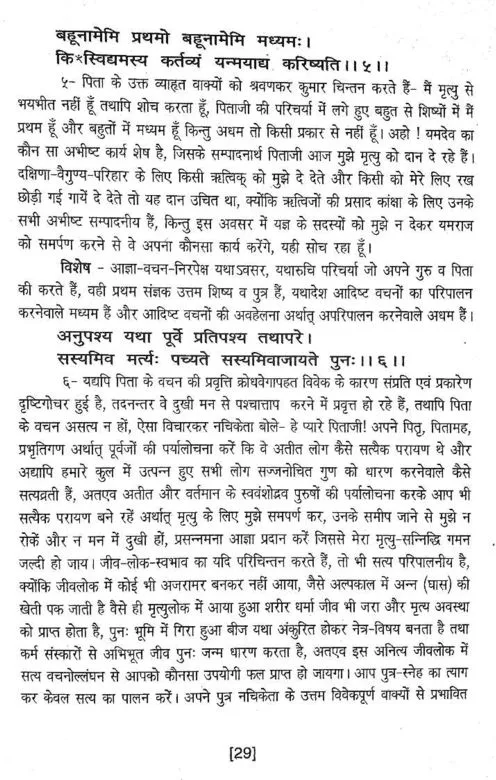 बहूनामेमि प्रथमो बहूनामेमि मध्यमः।
कि*स्विद्यमस्य कर्तव्यं यन्मयाद्यं करिष्यति।।५।।
५- पिता के उक्त व्याहृत वाक्यों को श्रवणकर कुमार चिन्तन करते हैं- मैं मृत्यु से
भयभीत नहीं हूँ तथापि शोच करता हूँ, पिताजी की परिचर्या में लगे हुए बहुत से शिष्यों में मैं
प्रथम हूँ और बहुतों में मध्यम हूँ किन्तु अधम तो किसी प्रकार से नहीं हूँ। अहो ! यमदेव का
कौन सा अभीष्ट कार्य शेष है, जिसके सम्पादनार्थ पिताजी आज मुझे मृत्यु को दान दे रहे हैं।
दक्षिणा-वैगुण्य-परिहार के लिए किसी ऋत्विक् को मुझे दे देते और किसी को मेरे लिए रख
छोड़ी गई गायें दे देते तो यह दान उचित था, क्योंकि ऋत्विजों की प्रसाद कांक्षा के लिए उनके
सभी अभीष्ट सम्पादनीय हैं, किन्तु इस अवसर में यज्ञ के सदस्यों को मुझे न देकर यमराज
को समर्पण करने से वे अपना कौनसा कार्य करेंगे, यही सोच रहा हूँ।
विशेष - आज्ञा-वचन-निरपेक्ष यथाऽवसर, यथारुचि परिचर्या जो अपने गुरु व पिता
की करते हैं, वही प्रथम संज्ञक उत्तम शिष्य व पुत्र हैं, यथादेश आदिष्ट वचनों का परिपालन
करनेवाले मध्यम हैं और आदिष्ट वचनों की अवहेलना अर्थात् अपरिपालन करनेवाले अधम हैं।
अनुपश्य यथा पूर्वे प्रतिपश्य तथापरे।
सस्यमिव मर्त्यः पच्यते सस्यमिवाजायते पुनः।।६।।
६- यद्यपि पिता के वचन की प्रवृत्ति क्रोधवेगापहत विवेक के कारण संप्रति एवं प्रकारेण
दृष्टिगोचर हुई है, तदनन्तर वे दुखी मन से पश्चात्ताप करने में प्रवृत्त हो रहे हैं, तथापि पिता
के वचन असत्य न हों, ऐसा विचारकर नचिकेता बोले- हे प्यारे पिताजी! अपने पितृ, पितामह,
प्रभृतिगण अर्थात् पूर्वजों की पर्यालोचना करें कि वे अतीत लोग कैसे सत्यैक परायण थे और
अद्यापि हमारे कुल में उत्पन्न हुए सभी लोग सज्जनोचित गुण को धारण करनेवाले कैसे
सत्यव्रती हैं, अतएव अतीत और वर्तमान के स्ववंशोद्भव पुरुषों की पर्यालोचना करके आप भी
सत्यैक परायण बने रहें अर्थात् मृत्यु के लिए मुझे समपर्ण कर, उनके समीप जाने से मुझे न
रोकें और न मन में दुखी हों, प्रसन्नमना आज्ञा प्रदान करें जिससे मेरा मृत्यु-सन्निद्धि गमन
जल्दी हो जाय। जीव-लोक-स्वभाव का यदि परिचिन्तन करते हैं, तो भी सत्य परिपालनीय है,
क्योंकि जीवलोक में कोई भी अजरामर बनकर नहीं आया, जैसे अल्पकाल में अन्न (घास) की
खेती पक जाती है वैसे ही मृत्युलोक में आया हुआ शरीर धर्मा जीव भी जरा और मृत्य अवस्था
को प्राप्त होता है, पुनः भूमि में गिरा हुआ बीज यथा अंकुरित होकर नेत्र-विषय बनता है तथा
कर्म संस्कारों से अभिभूत जीव पुनः जन्म धारण करता है, अतएव इस अनित्य जीवलोक में
सत्य वचनोल्लंघन से आपको कौनसा उपयोगी फल प्राप्त हो जायगा। आप पुत्र-स्नेह का त्याग
कर केवल सत्य का पालन करें। अपने पुत्र नचिकेता के उत्तम विवेकपूर्ण वाक्यों से प्रभावित
[29]